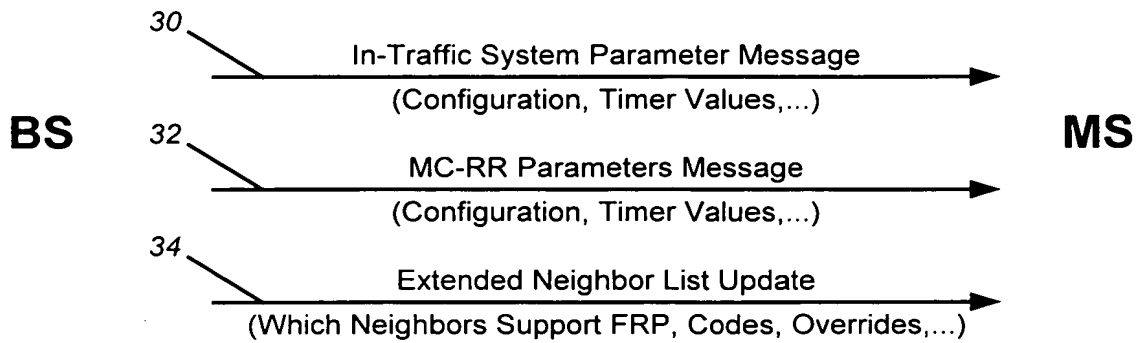 30
In-Traffic System Parameter Message
(Configuration, Timer Values,...)
BS
MS
32
MC-RR Parameters Message
(Configuration, Timer Values,...)
34
Extended Neighbor List Update
(Which Neighbors Support FRP, Codes, Overrides,...)